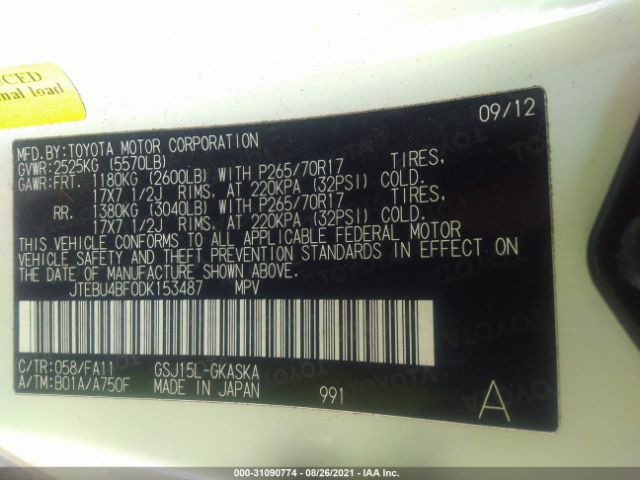 CED
nal load
09/12
MFD.BY:TOYOTA MOTOR CORPORATION
GVWR:2525KG (5570LB)
GAWR:FRT. 1180KG (2600LB) WITH P265/70R17 TIRES,
17X7 1/2J RIMS, AT 220KPA (32PSI) COLD.
RR. 1380KG (3040LB) WITH P265/70R17 TIRES,
17X7 1/2J RIMS, AT 220KPA (32PSI) COLD.
THIS VEHICLE CONFORMS TO ALL APPLICABLE FEDERAL MOTOR
VEHICLE SAFETY AND THEFT PREVENTION STANDARDS IN EFFECT ON
THE DATE OF MANUFACTURE SHOWN ABOVE.
JTEBU4BF0DK153487 MPV
C/TR:058/FA11 GSJ15L-GKASKA
A/TM:B01A/A750F MADE IN JAPAN 991 A
000-31090774 - 08/26/2021 - IAA Inc.